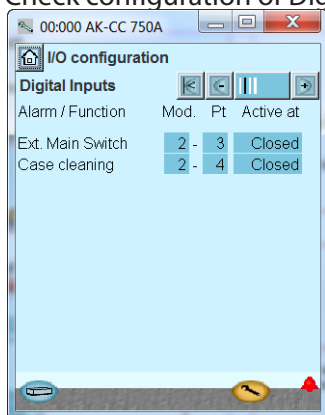 Check configuration of Di
00:000 AK-CC 750A
I/O configuration
Digital Inputs
Alarm / Function Mod. Pt Active at
Ext. Main Switch 2 - 3 Closed
Case cleaning 2 - 4 Closed